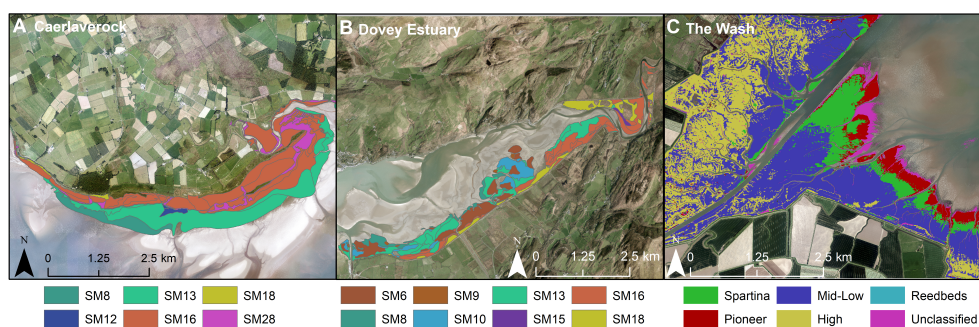 A Caerlaverock
N
0 1.25 2.5 km
B Dovey Estuary
N
0 1.25 2.5 km
C The Wash
N
0 1.25 2.5 km
SM8 SM13 SM18
SM12 SM16 SM28
SM6 SM9 SM13 SM16
SM8 SM10 SM15 SM18
Spartina Mid-Low Reedbeds
Pioneer High Unclassified